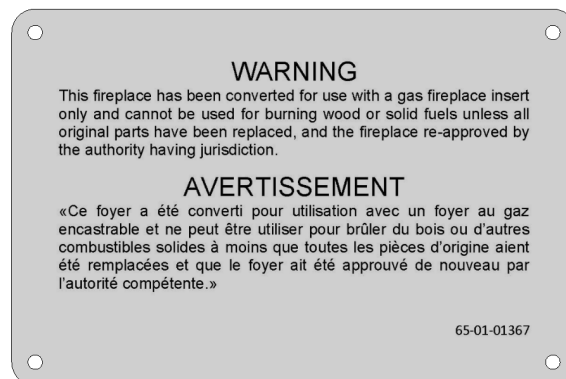 WARNING
This fireplace has been converted for use with a gas fireplace insert
only and cannot be used for burning wood or solid fuels unless all
original parts have been replaced, and the fireplace re-approved by
the authority having jurisdiction.
AVERTISSEMENT
«Ce foyer a été converti pour utilisation avec un foyer au gaz
encastrable et ne peut être utiliser pour brûler du bois ou d’autres
combustibles solides à moins que toutes les pièces d’origine aient
été remplacées et que le foyer ait été approuvé de nouveau par
l’autorité compétente.»
65-01-01367